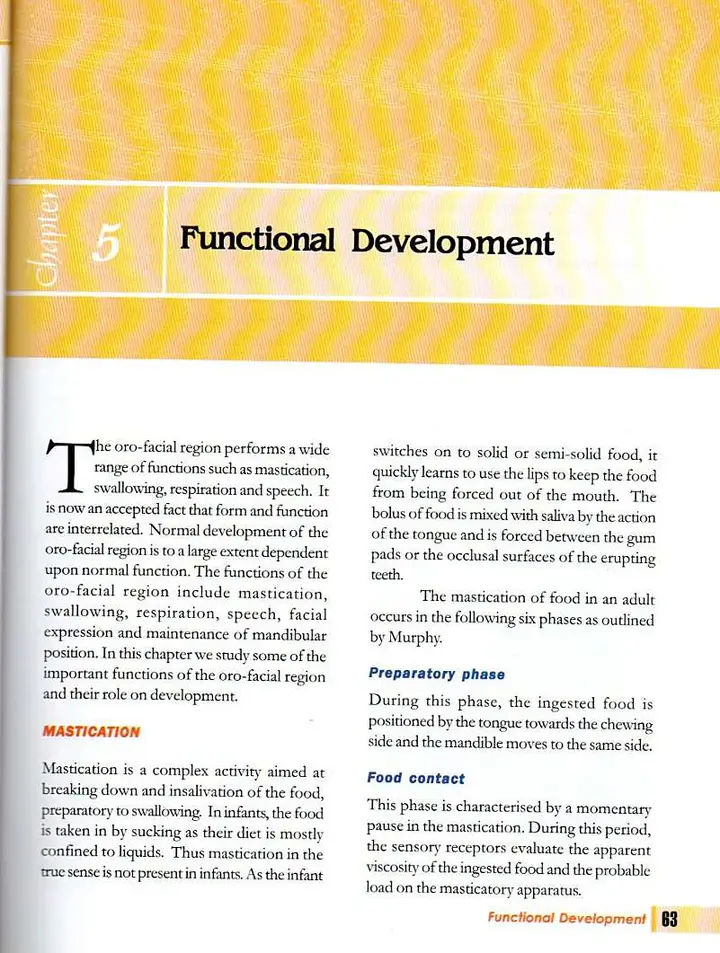 Chapter
5
Functional Development
The oro-facial region performs a wide
range of functions such as mastication,
swallowing, respiration and speech. It
is now an accepted fact that form and function
are interrelated. Normal development of the
oro-facial region is to a large extent dependent
upon normal function. The functions of the
oro-facial region include mastication,
swallowing, respiration, speech, facial
expression and maintenance of mandibular
position. In this chapter we study some of the
important functions of the oro-facial region
and their role on development.
MASTICATION
Mastication is a complex activity aimed at
breaking down and insalivation of the food,
preparatory to swallowing. In infants, the food
is taken in by sucking as their diet is mostly
confined to liquids. Thus mastication in the
true sense is not present in infants. As the infant
switches on to solid or semi-solid food, it
quickly learns to use the lips to keep the food
from being forced out of the mouth. The
bolus of food is mixed with saliva by the action
of the tongue and is forced between the gum
pads or the occlusal surfaces of the erupting
teeth.
The mastication of food in an adult
occurs in the following six phases as outlined
by Murphy.
Preparatory phase
During this phase, the ingested food is
positioned by the tongue towards the chewing
side and the mandible moves to the same side.
Food contact
This phase is characterised by a momentary
pause in the mastication. During this period,
the sensory receptors evaluate the apparent
viscosity of the ingested food and the probable
load on the masticatory apparatus.
Functional Development 63